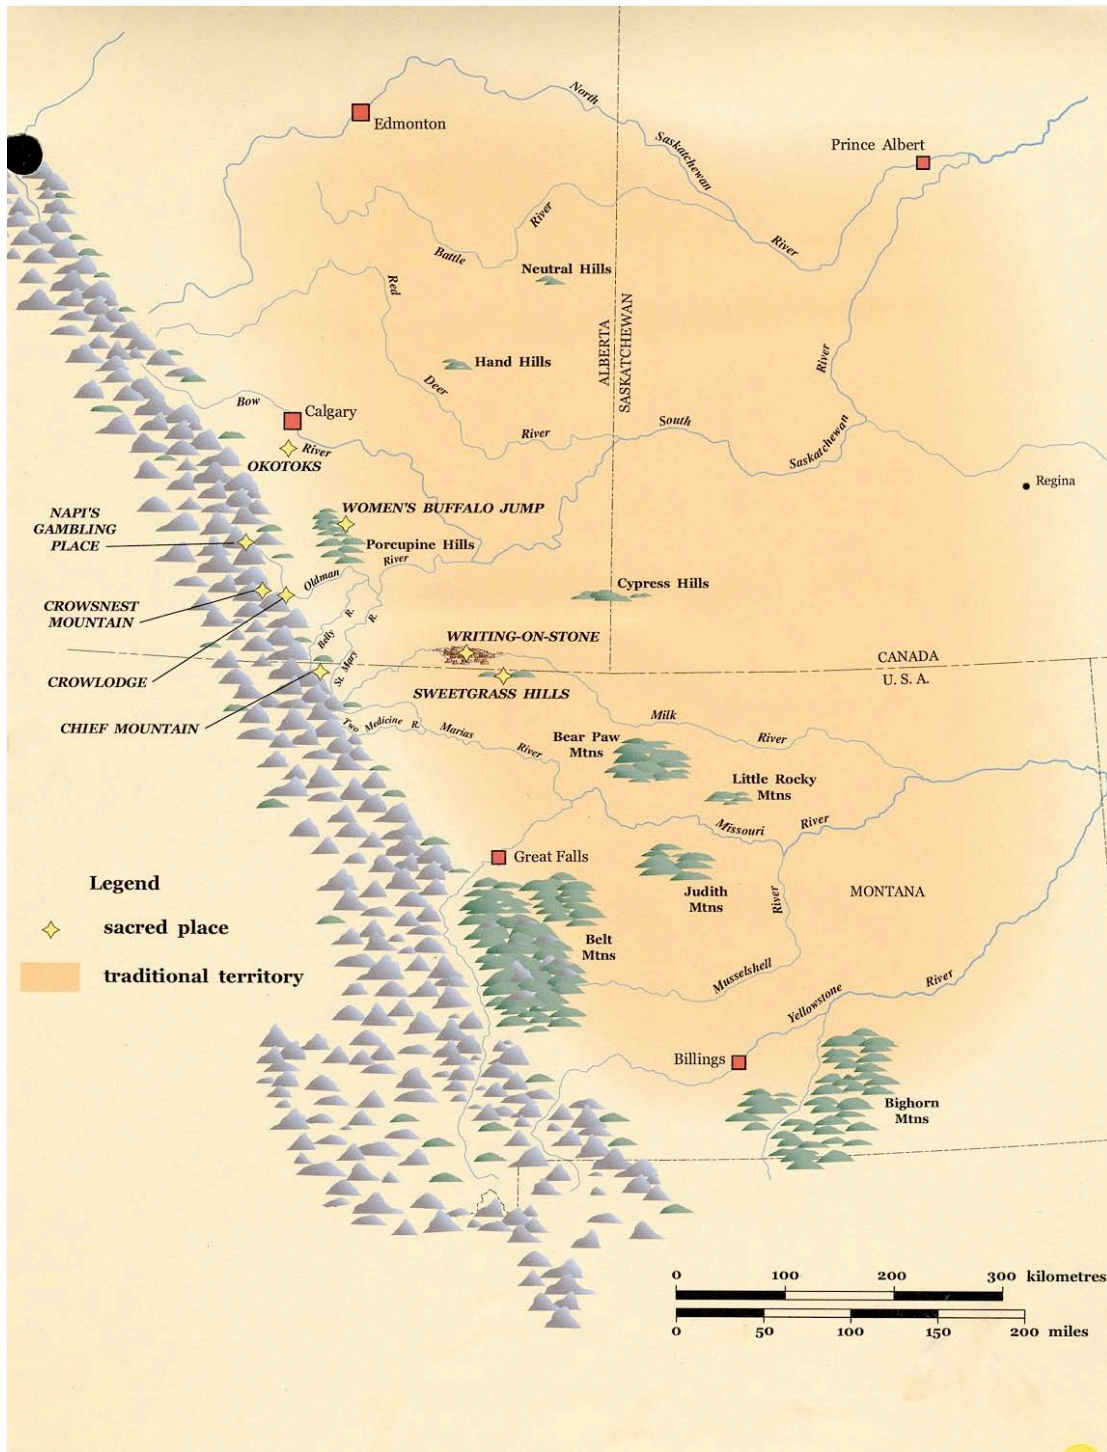 North
Edmonton
Saskatchewan
Prince Albert
River
River
Battle
Neutral Hills
Red
ALBERTA
SASKATCHEWAN
Hand Hills
River
Deer
Bow
Calgary
River
South
River
Saskatchewan
OKOTOKS
Regina
NAPI'S
GAMBLING
PLACE
WOMEN'S BUFFALO JUMP
Porcupine Hills
River
Oldman
Cypress Hills
CROWSNEST
MOUNTAIN
Belly R.
St. Mary R.
WRITING-ON-STONE
CANADA
U. S. A.
CROWLODGE
SWEETGRASS HILLS
CHIEF MOUNTAIN
Two Medicine R.
Marias
River
Milk
River
Bear Paw
Mtns
Little Rocky
Mtns
Missouri
River
Great Falls
Judith
Mtns
River
MONTANA
Legend
sacred place
traditional territory
Belt
Mtns
Musselshell
Yellowstone
River
Billings
Bighorn
Mtns
0 100 200 300 kilometres
0 50 100 150 200 miles